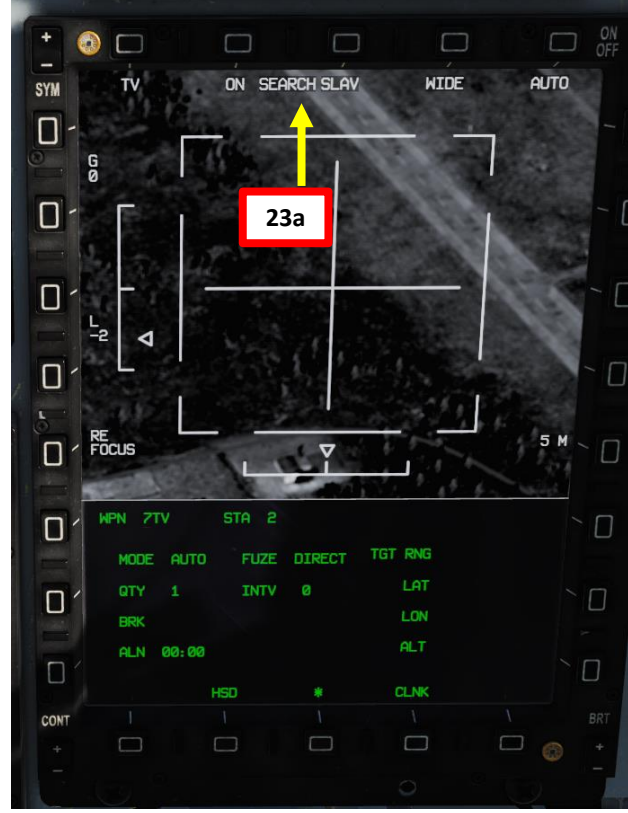 + ON
- OFF
SYM TV ON SEARCH SLAV WIDE AUTO
G
0
23a
L
-2
L
RE
FOCUS
5 M
WPN 7TV STA 2
MODE AUTO FUZE DIRECT TGT RNG
QTY 1 INTV 0 LAT
BRK LON
ALN 00:00 ALT
HSD * CLNK
CONT BRT
+ +
- -